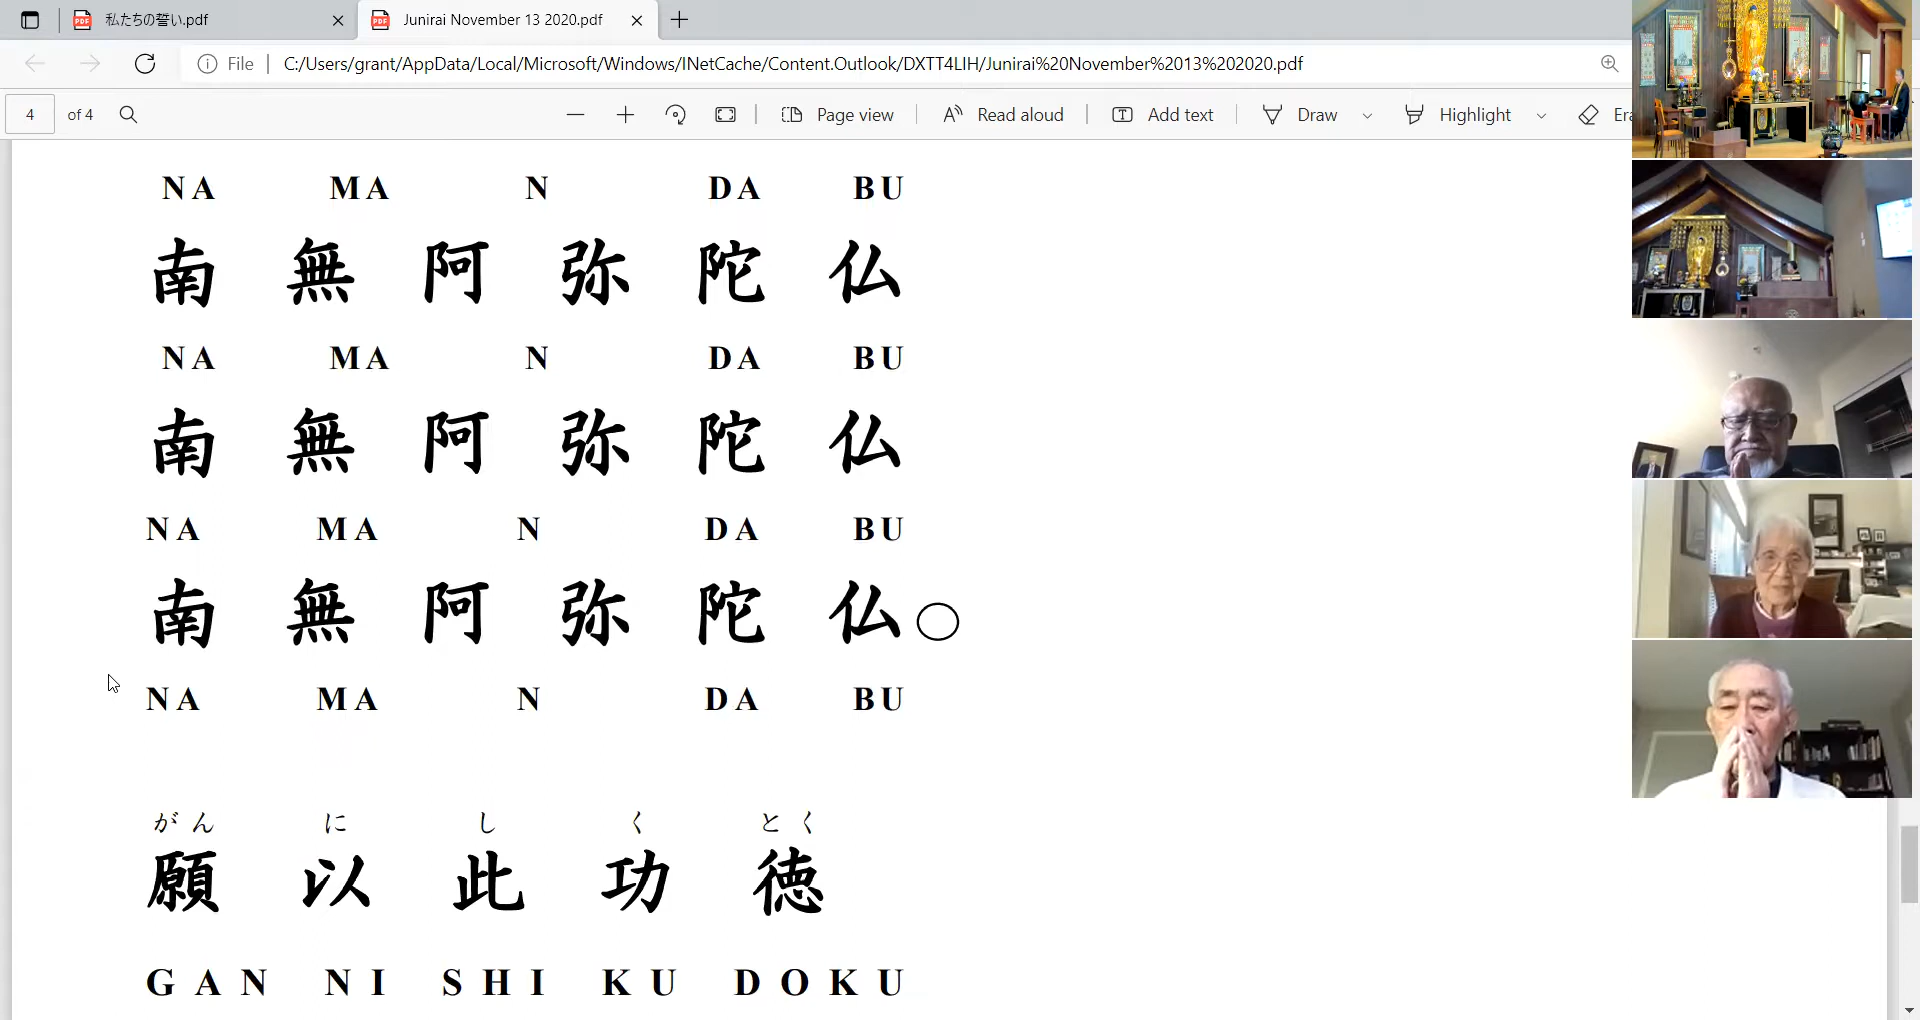 私たちの誓い.pdf
Junirai November 13 2020.pdf
File
C:/Users/grant/AppData/Local/Microsoft/Windows/INetCache/Content.Outlook/DXTT4LIH/Junirai%20November%2013%202020.pdf
4 of 4 Page view Read aloud Add text Draw Highlight Era
NA MA N DA BU
南 無 阿 弥 陀 仏
NA MA N DA BU
南 無 阿 弥 陀 仏
NA MA N DA BU
南 無 阿 弥 陀 仏
NA MA N DA BU
がん に し く とく
願 以 此 功 徳
GAN NI SHI KU DOKU